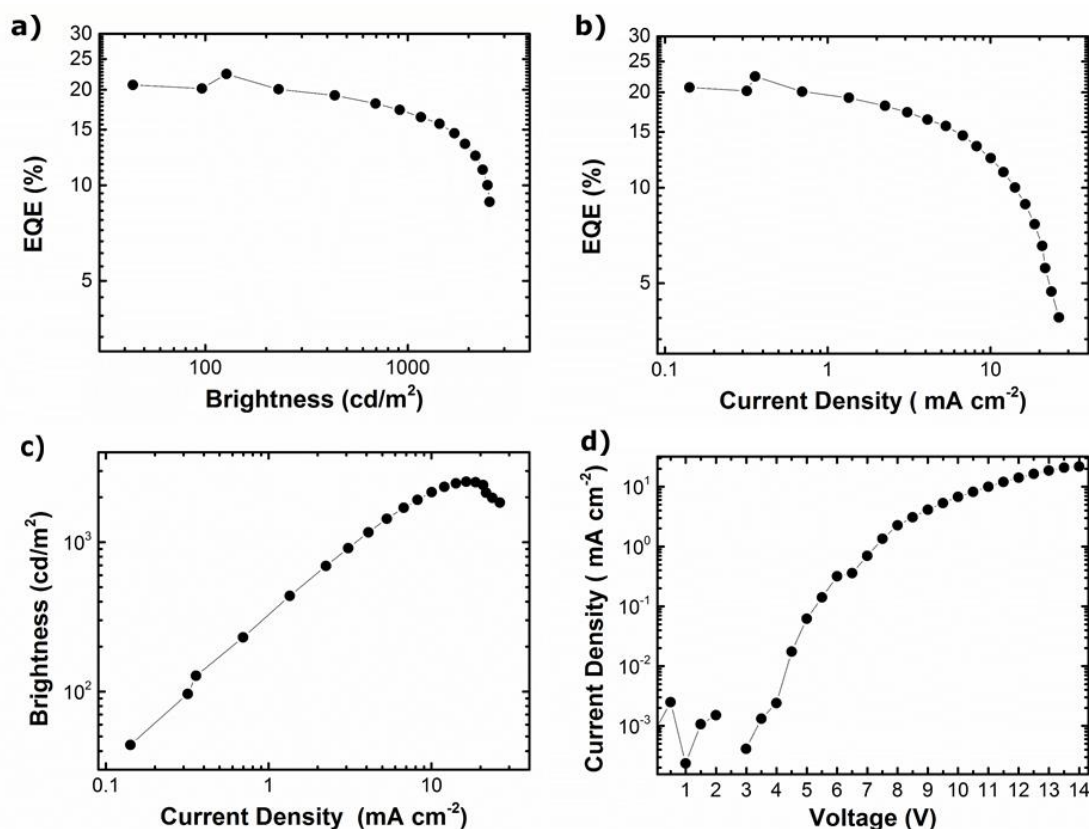 a)
30
25
20
15
10
5
EQE (%)
100
1000
Brightness (cd/m²)
b)
30
25
20
15
10
5
EQE (%)
0.1
1
10
Current Density ( mA cm⁻²)
c)
10³
10²
Brightness (cd/m²)
0.1
1
10
Current Density (mA cm⁻²)
d)
10¹
10⁰
10⁻¹
10⁻²
10⁻³
Current Density ( mA cm⁻²)
1 2 3 4 5 6 7 8 9 10 11 12 13 14
Voltage (V)